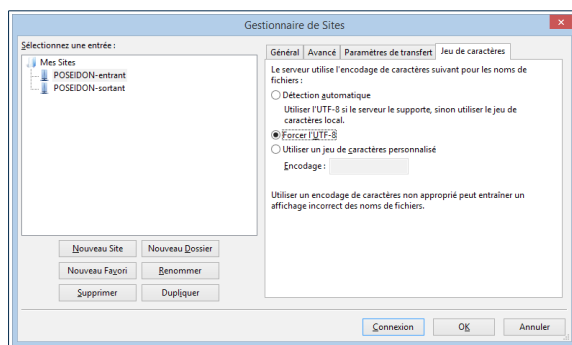 Gestionnaire de Sites
Sélectionnez une entrée :
Mes Sites
POSEIDON-entrant
POSEIDON-sortant
Nouveau Site
Nouveau Dossier
Nouveau Favori
Renommer
Supprimer
Dupliquer
Général
Avancé
Paramètres de transfert
Jeu de caractères
Le serveur utilise l'encodage de caractères suivant pour les noms de
fichiers :
Détection automatique
Utiliser l'UTF-8 si le serveur le supporte, sinon utiliser le jeu de
caractères local.
Forcer l'UTF-8
Utiliser un jeu de caractères personnalisé
Encodage :
Utiliser un encodage de caractères non approprié peut entraîner un
affichage incorrect des noms de fichiers.
Connexion
OK
Annuler